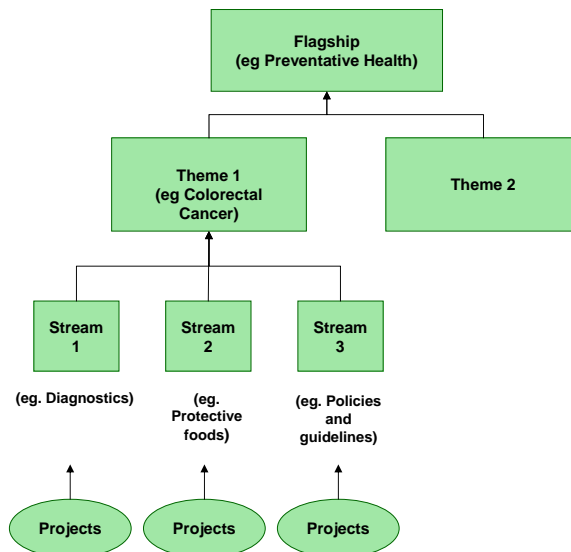 Flagship
(eg Preventative Health)
Theme 1
(eg Colorectal
Cancer)
Theme 2
Stream
1
Stream
2
Stream
3
(eg. Diagnostics)
(eg.
Protective
foods)
(eg. Policies
and
guidelines)
Projects
Projects
Projects